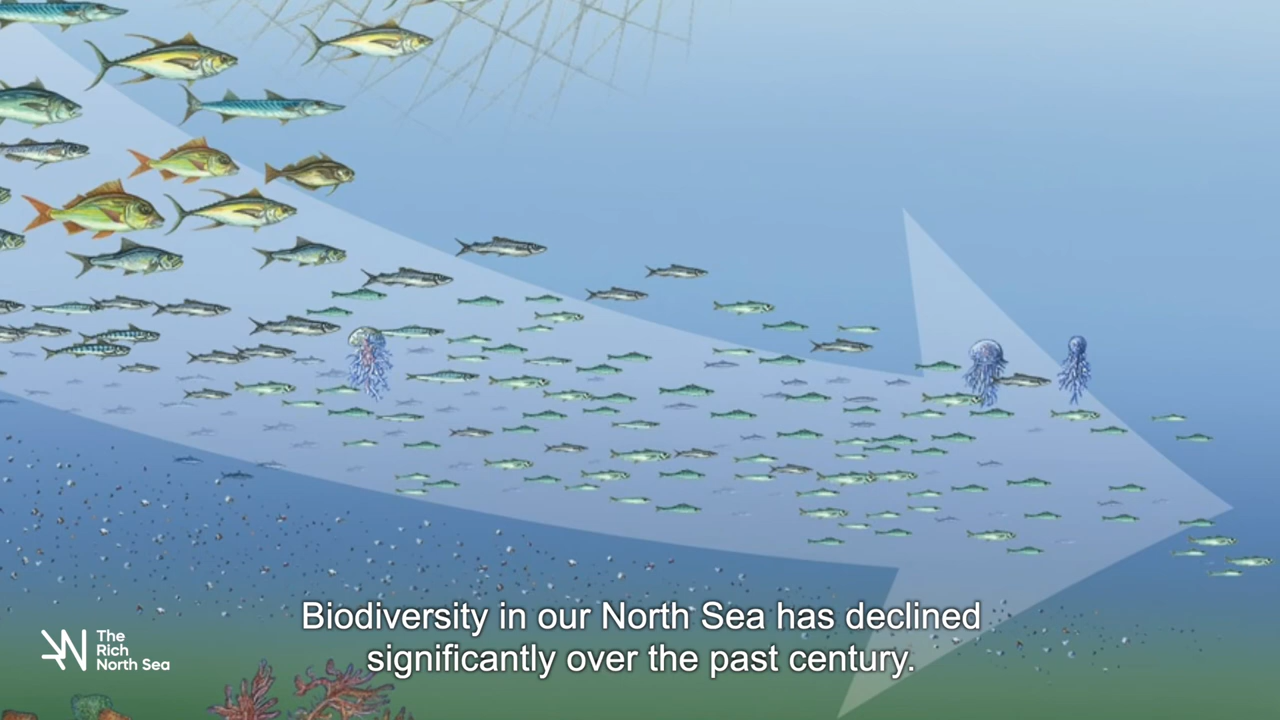 Biodiversity in our North Sea has declined
significantly over the past century.
The
Rich
North Sea